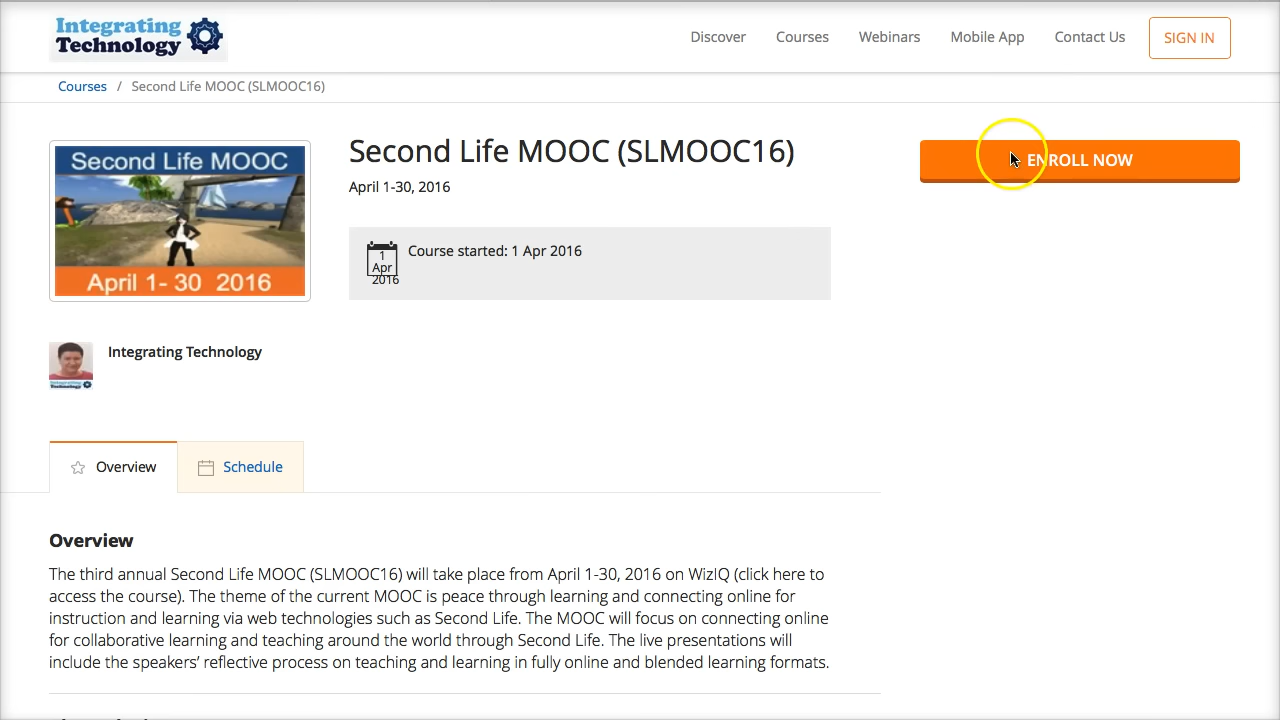 Integrating
Technology
Discover
Courses
Webinars
Mobile App
Contact Us
SIGN IN
Courses / Second Life MOOC (SLMOOC16)
Second Life MOOC
April 1- 30 2016
Second Life MOOC (SLMOOC16)
April 1-30, 2016
1
Apr
2016
Course started: 1 Apr 2016
ENROLL NOW
Integrating
Technology
Integrating Technology
Overview
Schedule
Overview
The third annual Second Life MOOC (SLMOOC16) will take place from April 1-30, 2016 on WizIQ (click here to
access the course). The theme of the current MOOC is peace through learning and connecting online for
instruction and learning via web technologies such as Second Life. The MOOC will focus on connecting online
for collaborative learning and teaching around the world through Second Life. The live presentations will
include the speakers’ reflective process on teaching and learning in fully online and blended learning formats.